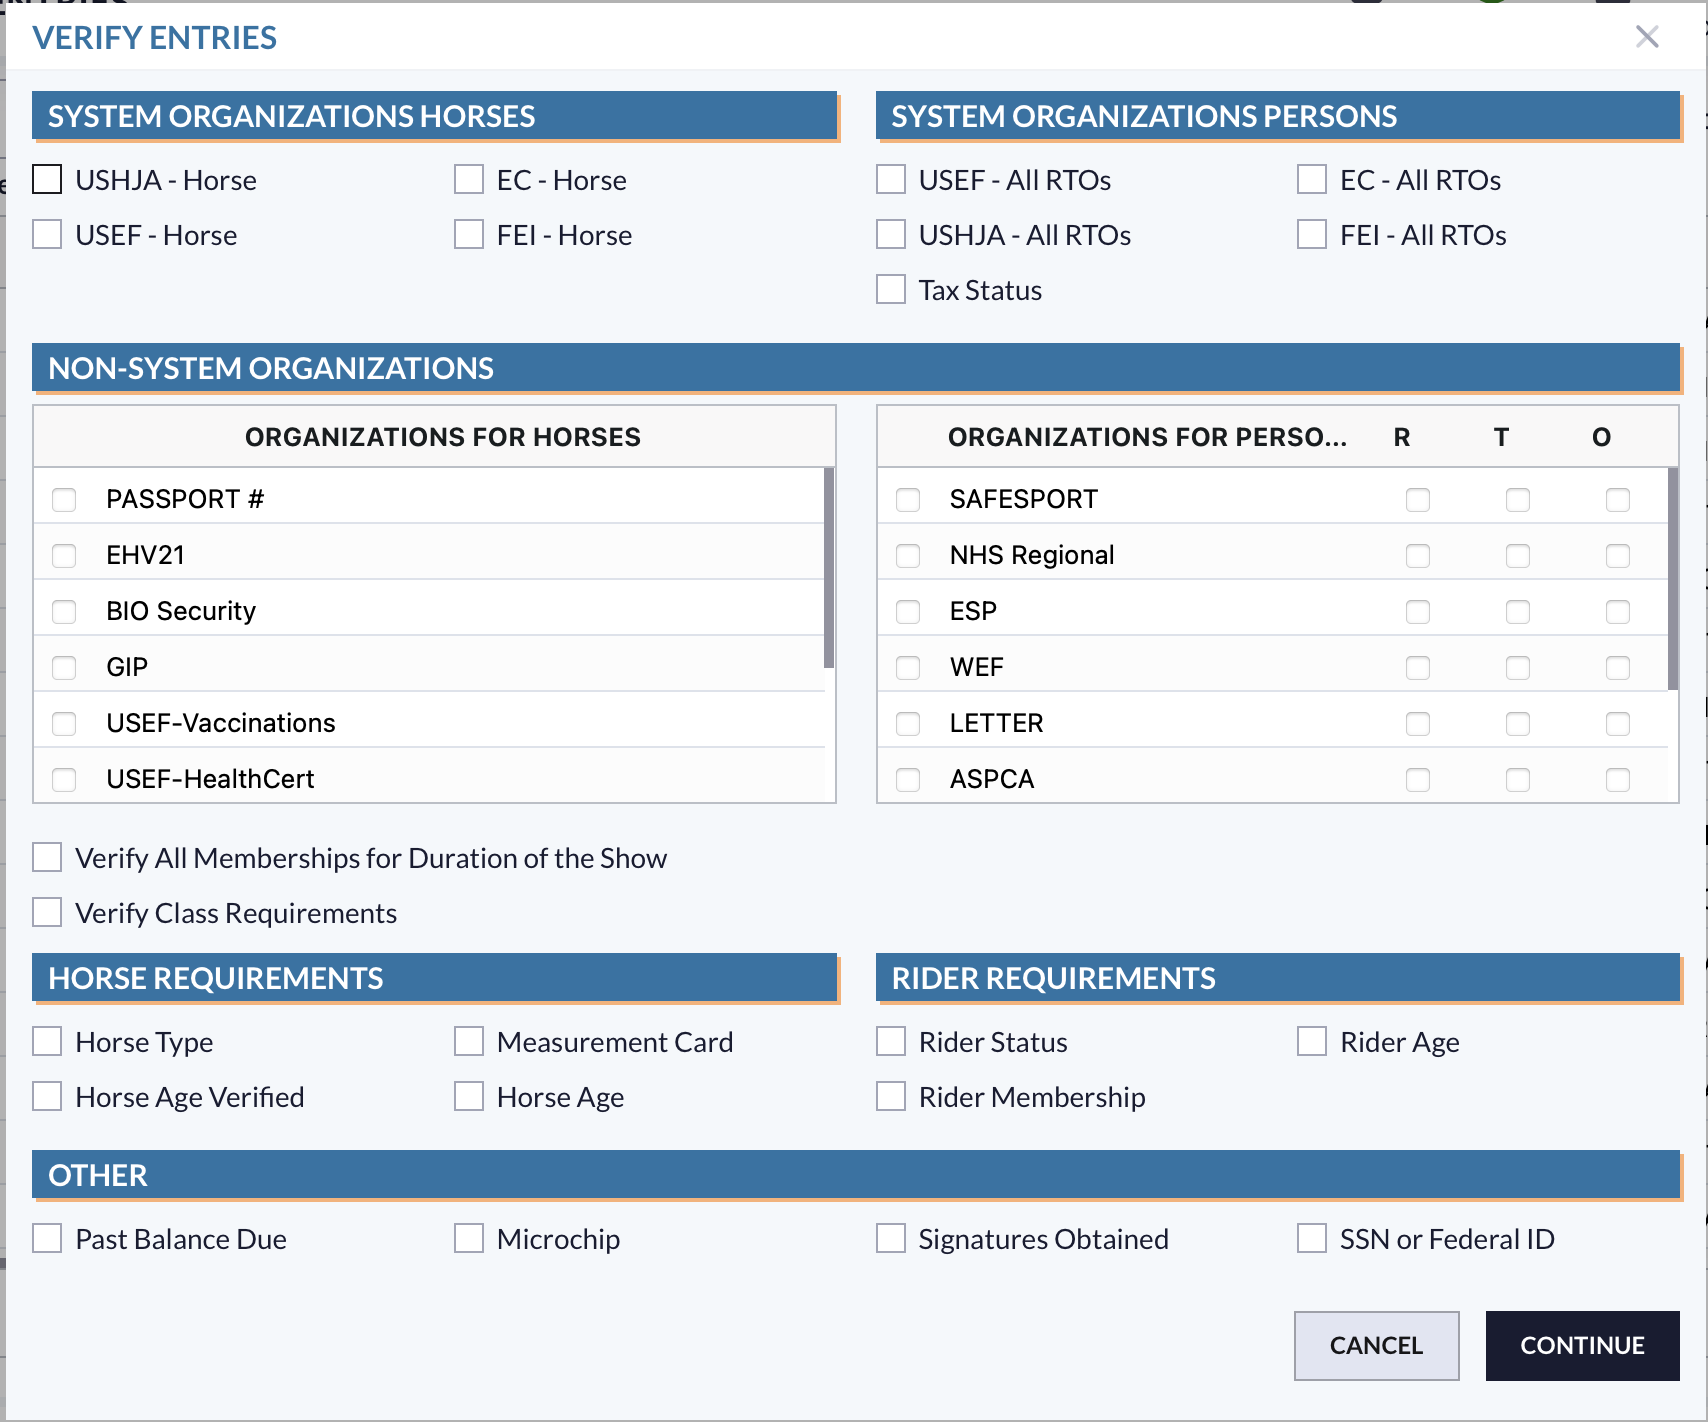 VERIFY ENTRIES
SYSTEM ORGANIZATIONS HORSES
USHJA - Horse
EC - Horse
USEF - Horse
FEI - Horse
SYSTEM ORGANIZATIONS PERSONS
USEF - All RTOs
EC - All RTOs
USHJA - All RTOs
FEI - All RTOs
Tax Status
NON-SYSTEM ORGANIZATIONS
ORGANIZATIONS FOR HORSES
PASSPORT #
EHV21
BIO Security
GIP
USEF-Vaccinations
USEF-HealthCert
ORGANIZATIONS FOR PERSO... R T O
SAFESPORT
NHS Regional
ESP
WEF
LETTER
ASPCA
Verify All Memberships for Duration of the Show
Verify Class Requirements
HORSE REQUIREMENTS
Horse Type
Measurement Card
Horse Age Verified
Horse Age
RIDER REQUIREMENTS
Rider Status
Rider Age
Rider Membership
OTHER
Past Balance Due
Microchip
Signatures Obtained
SSN or Federal ID
CANCEL
CONTINUE